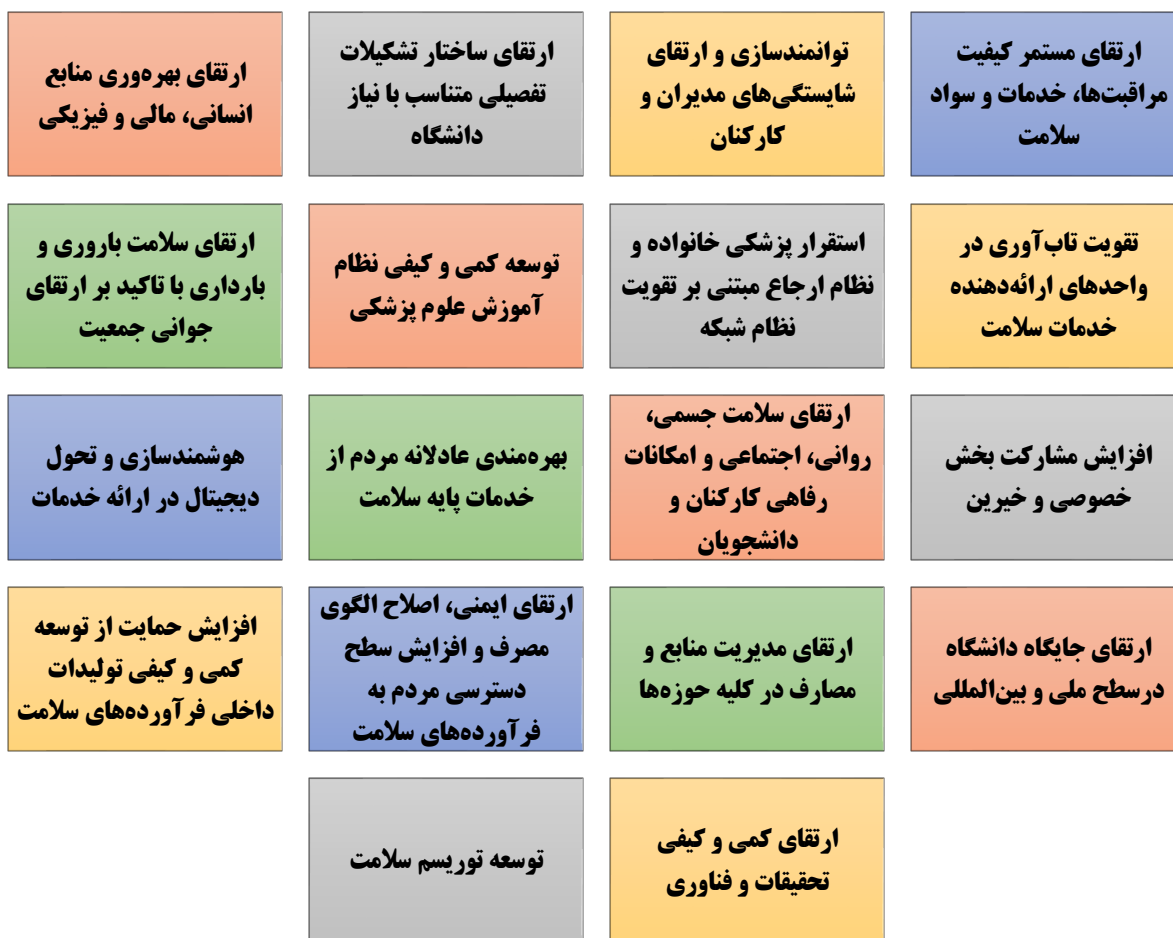 ارتقای مستمر کیفیت
مراقبت‌ها، خدمات و سواد
سلامت
توانمندسازی و ارتقای
شایستگی‌های مدیران و
کارکنان
ارتقای ساختار تشکیلات
تفصیلی متناسب با نیاز
دانشگاه
ارتقای بهره‌وری منابع
انسانی، مالی و فیزیکی
تقویت تاب‌آوری در
واحدهای ارائه‌دهنده
خدمات سلامت
استقرار پزشکی خانواده و
نظام ارجاع مبتنی بر تقویت
نظام شبکه
توسعه کمی و کیفی نظام
آموزش علوم پزشکی
ارتقای سلامت باروری و
بارداری با تاکید بر ارتقای
جوانی جمعیت
افزایش مشارکت بخش
خصوصی و خیرین
ارتقای سلامت جسمی،
روانی، اجتماعی و امکانات
رفاهی کارکنان و
دانشجویان
بهره‌مندی عادلانه مردم از
خدمات پایه سلامت
هوشمندسازی و تحول
دیجیتال در ارائه خدمات
ارتقای جایگاه دانشگاه
درسطح ملی و بین‌المللی
ارتقای مدیریت منابع و
مصارف در کلیه حوزه‌ها
ارتقای ایمنی، اصلاح الگوی
مصرف و افزایش سطح
دسترسی مردم به
فرآورده‌های سلامت
افزایش حمایت از توسعه
کمی و کیفی تولیدات
داخلی فرآورده‌های سلامت
ارتقای کمی و کیفی
تحقیقات و فناوری
توسعه توریسم سلامت